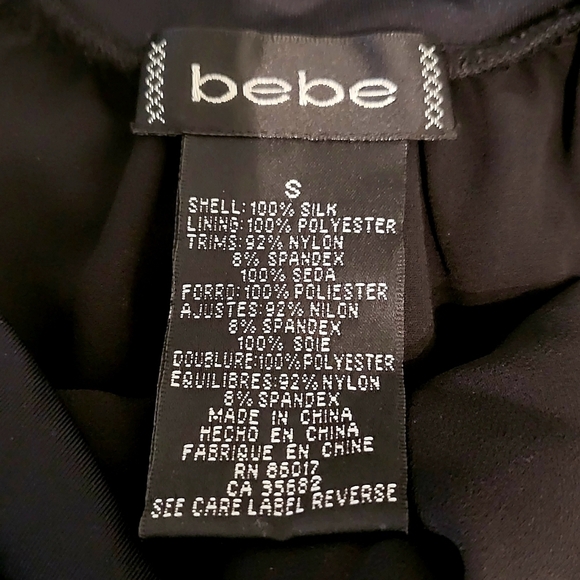 bebe
S
SHELL: 100% SILK
LINING: 100% POLYESTER
TRIMS: 92% NYLON
8% SPANDEX
100% SEDA
FORRO: 100% POLIESTER
AJUSTES: 92% NILON
8% SPANDEX
100% SOIE
DOUBLURE: 100% POLYESTER
EQUILIBRES: 92% NYLON
8% SPANDEX
MADE IN CHINA
HECHO EN CHINA
FABRIQUE EN CHINE
RN 86017
CA 35682
SEE CARE LABEL REVERSE